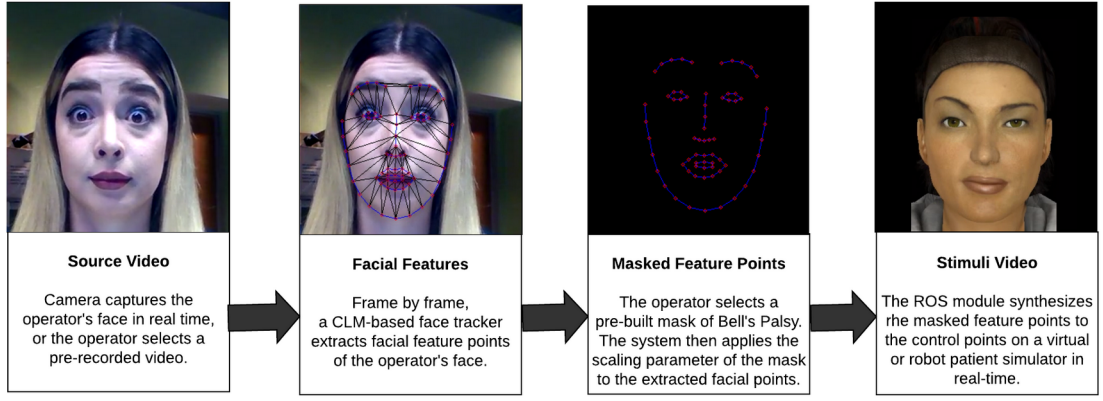 Source Video
Camera captures the
operator's face in real time,
or the operator selects a
pre-recorded video.
Facial Features
Frame by frame,
a CLM-based face tracker
extracts facial feature points
of the operator's face.
Masked Feature Points
The operator selects a
pre-built mask of Bell's Palsy.
The system then applies the
scaling parameter of the mask
to the extracted facial points.
Stimuli Video
The ROS module synthesizes
rhe masked feature points to
the control points on a virtual
or robot patient simulator in
real-time.